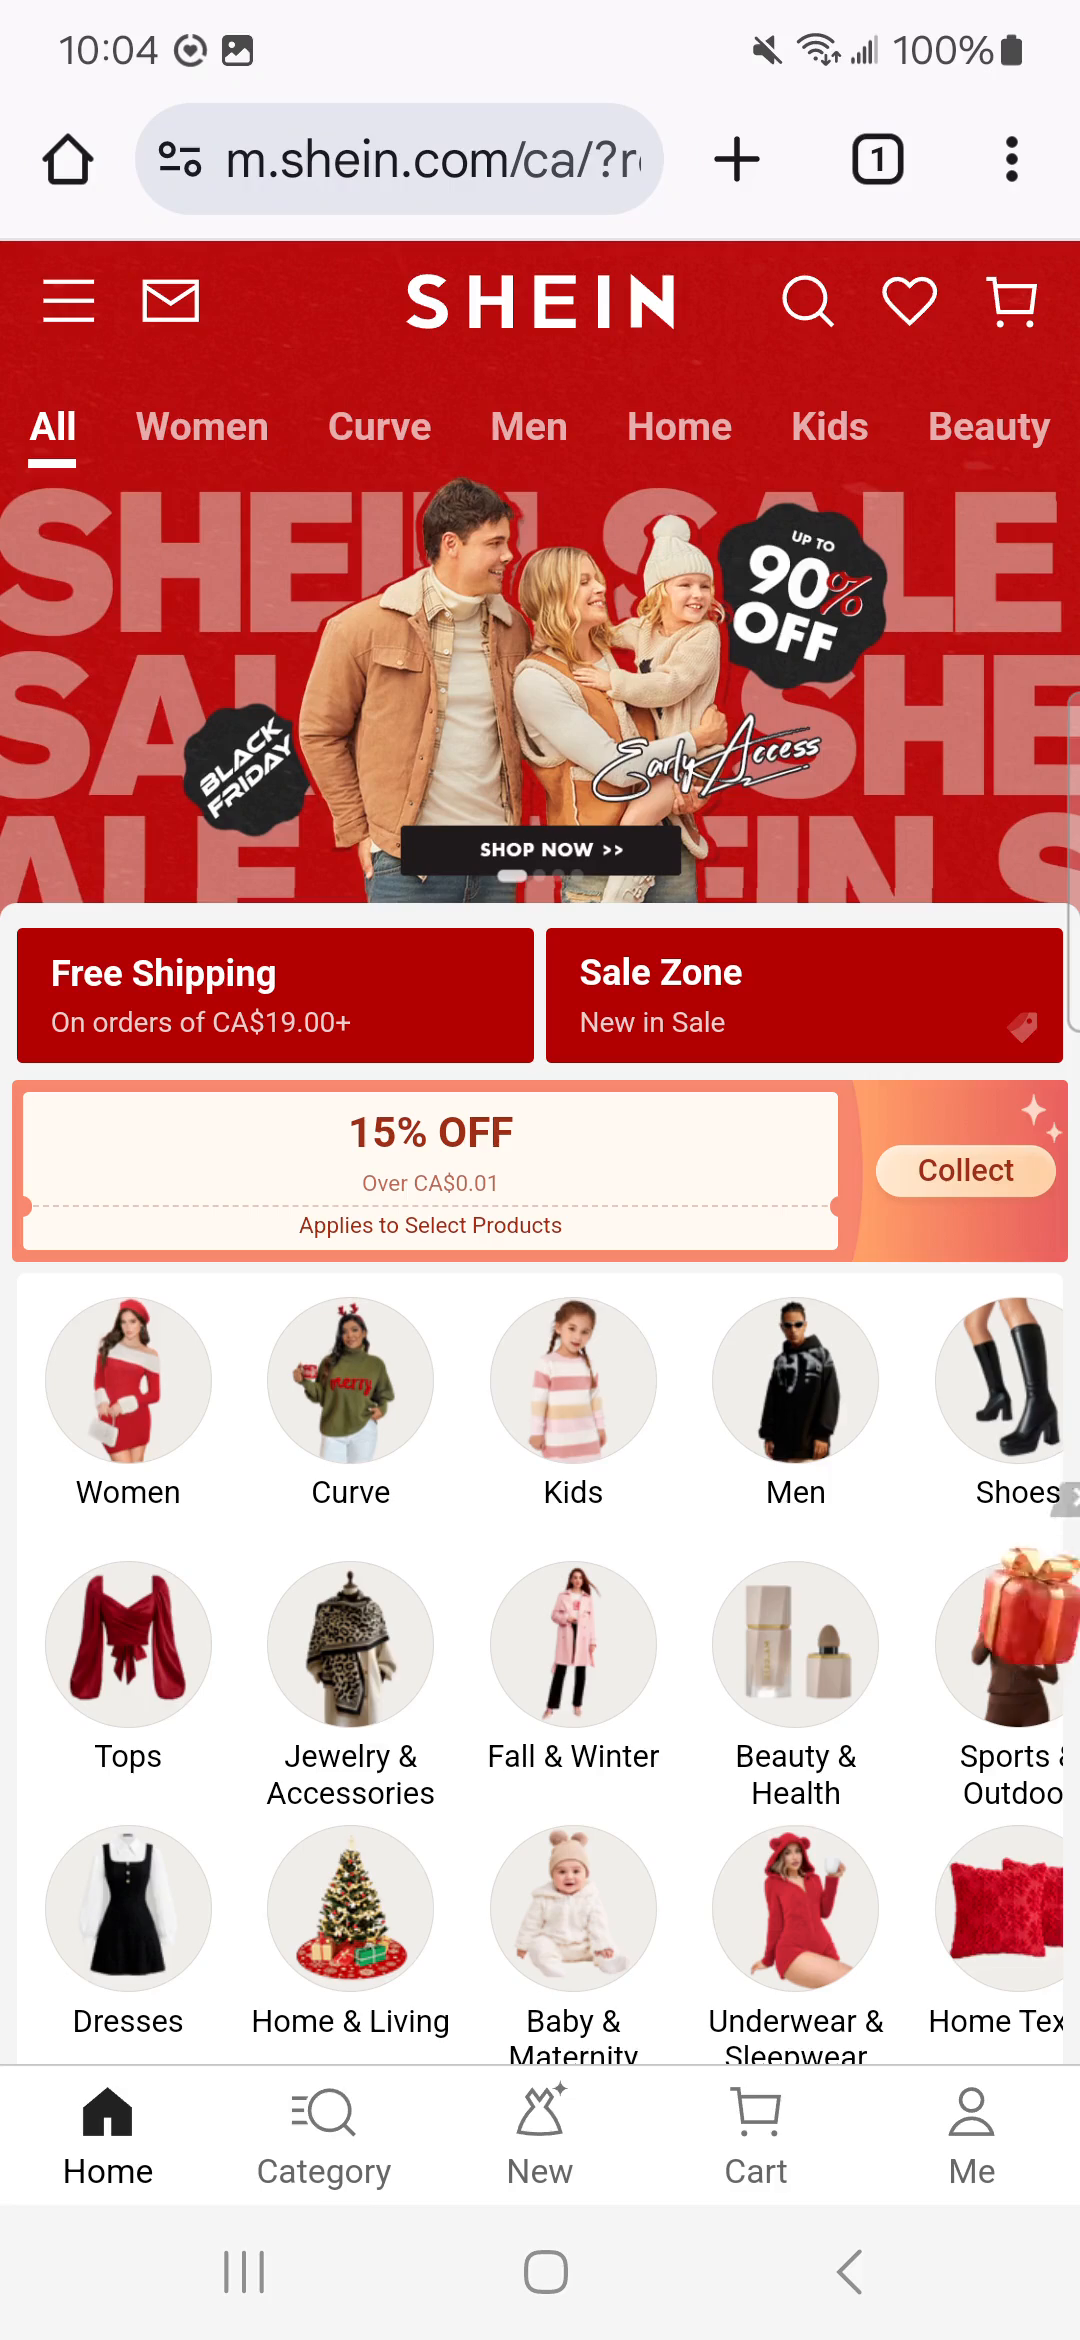 10:04
100%
m.shein.com/ca/?r
1
SHEIN
All Women Curve Men Home Kids Beauty
SHEIN SALE
UP TO
90%
OFF
SALE SHE
BLACK
FRIDAY
Early Access
SHOP NOW >>
Free Shipping
On orders of CA$19.00+
Sale Zone
New in Sale
15% OFF
Over CA$0.01
Applies to Select Products
Collect
Women Curve Kids Men Shoes
merry
Tops
Jewelry &
Accessories
Fall & Winter
Beauty &
Health
Sports &
Outdoo
Dresses
Home & Living
Baby &
Maternity
Underwear &
Sleepwear
Home Tex
Home Category New Cart Me